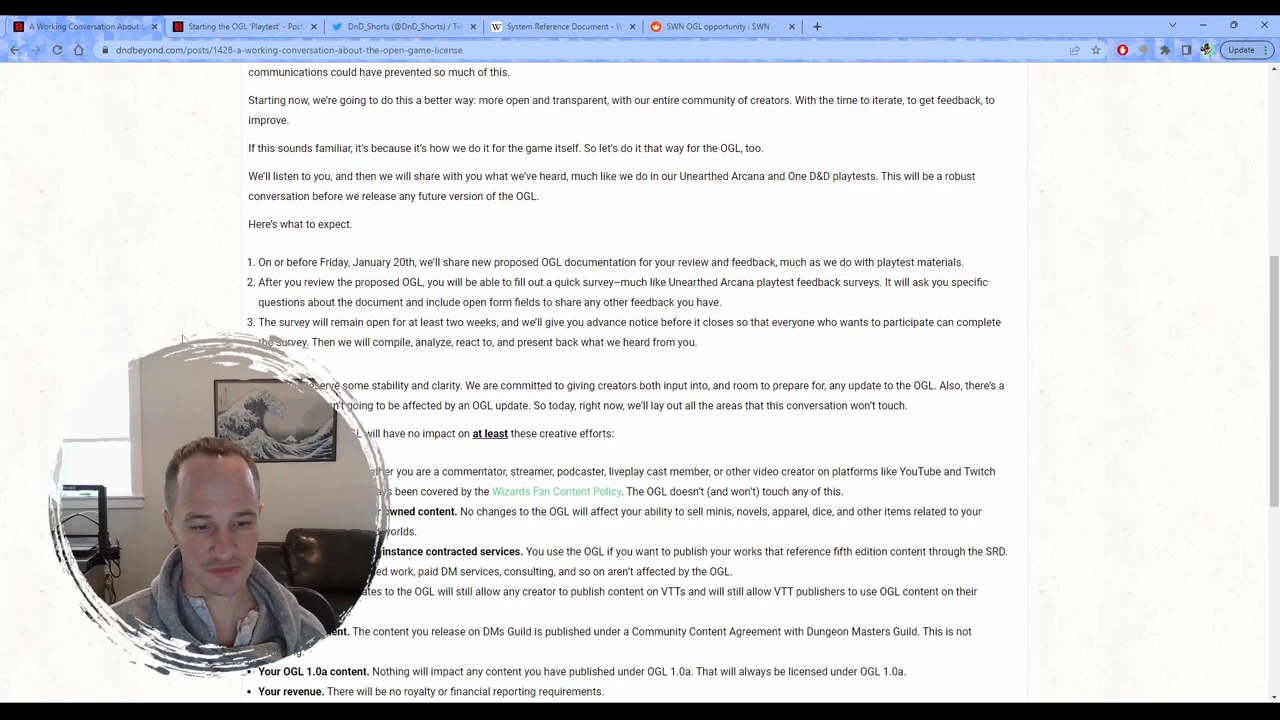 A Working Conversation About t
Starting the OGL 'Playtest' - Posts
DnD_Shorts (@DnD_Shorts) / Tw
System Reference Document - W
SWN OGL opportunity : SWN
dndbeyond.com/posts/1428-a-working-conversation-about-the-open-game-license
Update
communications could have prevented so much of this.
Starting now, we're going to do this a better way: more open and transparent, with our entire community of creators. With the time to iterate, to get feedback, to
improve.
If this sounds familiar, it's because it's how we do it for the game itself. So let's do it that way for the OGL, too.
We'll listen to you, and then we will share with you what we've heard, much like we do in our Unearthed Arcana and One D&D playtests. This will be a robust
conversation before we release any future version of the OGL.
Here's what to expect.
1. On or before Friday, January 20th, we'll share new proposed OGL documentation for your review and feedback, much as we do with playtest materials.
2. After you review the proposed OGL, you will be able to fill out a quick survey–much like Unearthed Arcana playtest feedback surveys. It will ask you specific
questions about the document and include open form fields to share any other feedback you have.
3. The survey will remain open for at least two weeks, and we'll give you advance notice before it closes so that everyone who wants to participate can complete
the survey. Then we will compile, analyze, react to, and present back what we heard from you.
some stability and clarity. We are committed to giving creators both input into, and room to prepare for, any update to the OGL. Also, there's a
going to be affected by an OGL update. So today, right now, we'll lay out all the areas that this conversation won't touch.
will have no impact on at least these creative efforts:
you are a commentator, streamer, podcaster, liveplay cast member, or other video creator on platforms like YouTube and Twitch
been covered by the Wizards Fan Content Policy. The OGL doesn't (and won't) touch any of this.
owned content. No changes to the OGL will affect your ability to sell minis, novels, apparel, dice, and other items related to your
worlds.
instance contracted services. You use the OGL if you want to publish your works that reference fifth edition content through the SRD.
work, paid DM services, consulting, and so on aren't affected by the OGL.
to the OGL will still allow any creator to publish content on VTTs and will still allow VTT publishers to use OGL content on their
The content you release on DMs Guild is published under a Community Content Agreement with Dungeon Masters Guild. This is not
Your OGL 1.0a content. Nothing will impact any content you have published under OGL 1.0a. That will always be licensed under OGL 1.0a.
Your revenue. There will be no royalty or financial reporting requirements.